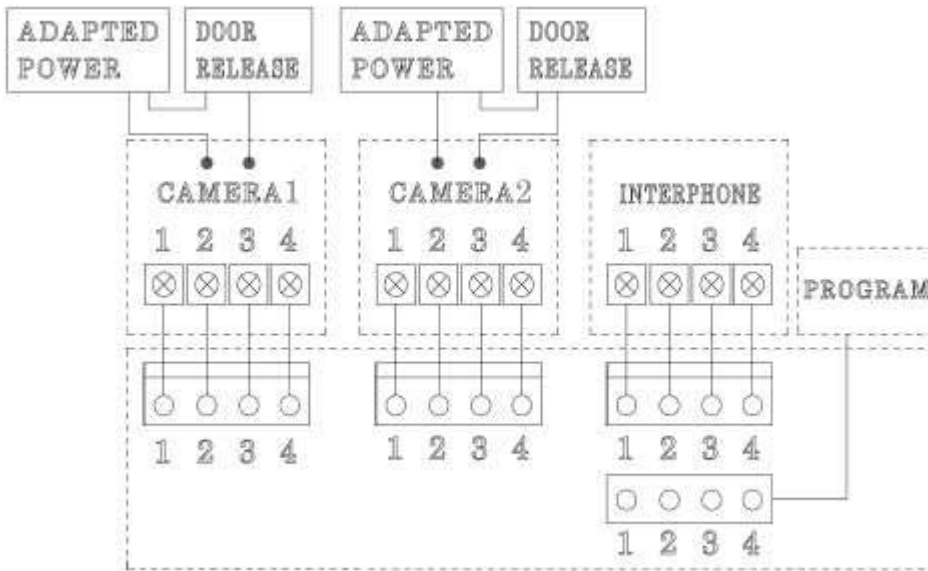 ADAPTED
POWER
DOOR
RELEASE
ADAPTED
POWER
DOOR
RELEASE
CAMERA1
1 2 3 4
CAMERA2
1 2 3 4
INTERPHONE
1 2 3 4
PROGRAM
1 2 3 4
1 2 3 4
1 2 3 4
1 2 3 4